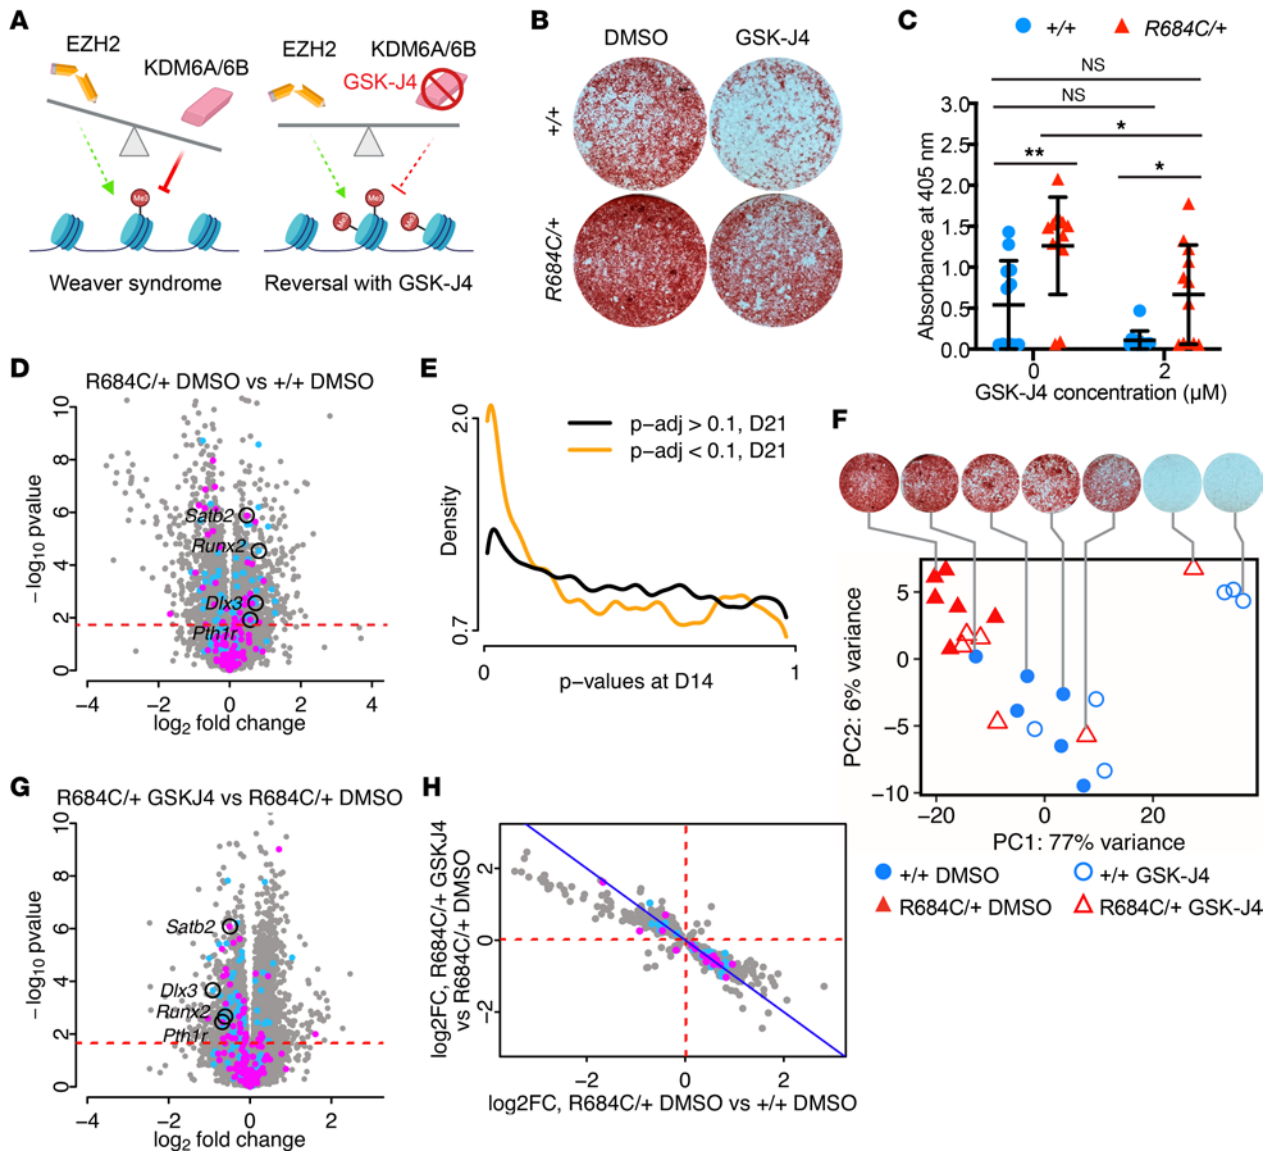 A
EZH2
KDM6A/6B
EZH2
KDM6A/6B
GSK-J4
Me3
Weaver syndrome
Reversal with GSK-J4
B
DMSO
GSK-J4
+/+
R684C/+
C
+/+
R684C/+
NS
NS
*
**
*
Absorbance at 405 nm
3.0
2.5
2.0
1.5
1.0
0.5
0.0
0
2
GSK-J4 concentration (µM)
D
R684C/+ DMSO vs +/+ DMSO
−log10 pvalue
10
8
6
4
2
0
Satb2
Runx2
Dlx3
Pth1r
−4
−2
0
2
4
log2 fold change
E
p−adj > 0.1, D21
p−adj < 0.1, D21
Density
2.0
0.7
0
1
p−values at D14
F
PC2: 6% variance
5
0
−5
−10
−20
0
20
PC1: 77% variance
+/+ DMSO
+/+ GSK-J4
R684C/+ DMSO
R684C/+ GSK-J4
G
R684C/+ GSKJ4 vs R684C/+ DMSO
−log10 pvalue
10
8
6
4
2
0
Satb2
Dlx3
Runx2
Pth1r
−4
−2
0
2
log2 fold change
H
log2FC, R684C/+ GSKJ4
vs R684C/+ DMSO
2
0
−2
−2
0
2
log2FC, R684C/+ DMSO vs +/+ DMSO